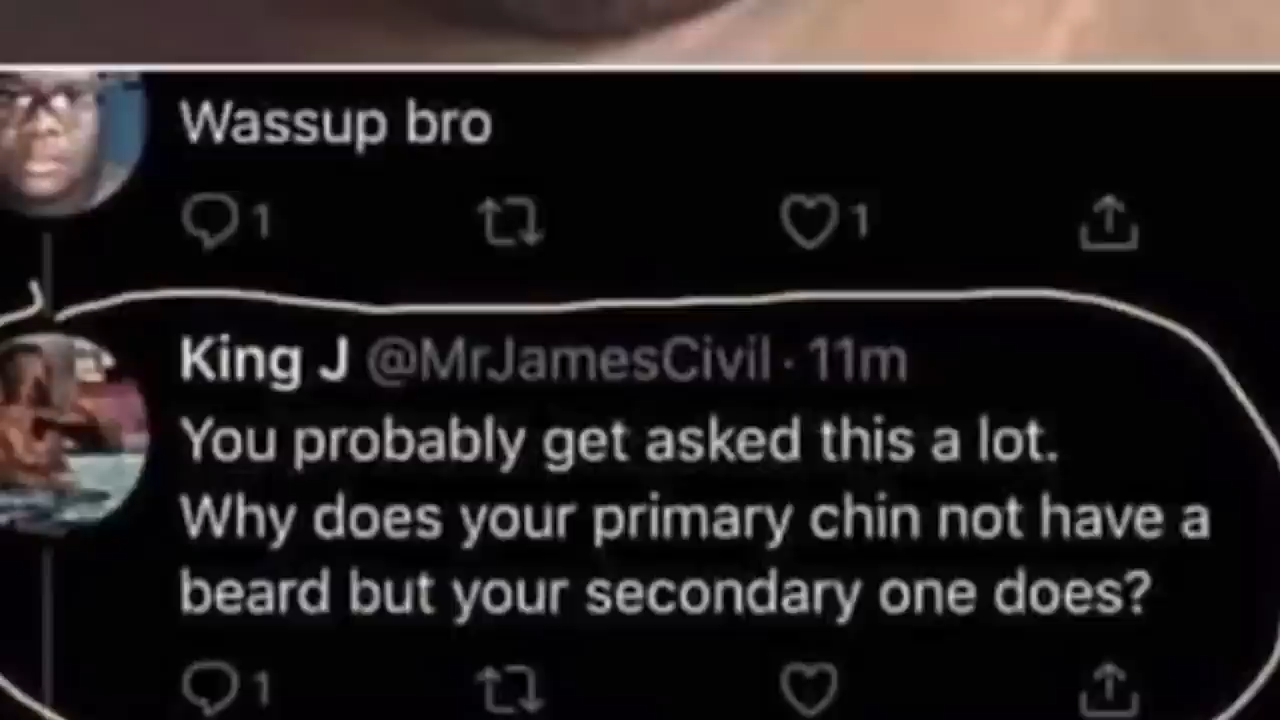 Wassup bro
1
1
King J @MrJamesCivil · 11m
You probably get asked this a lot.
Why does your primary chin not have a
beard but your secondary one does?
1